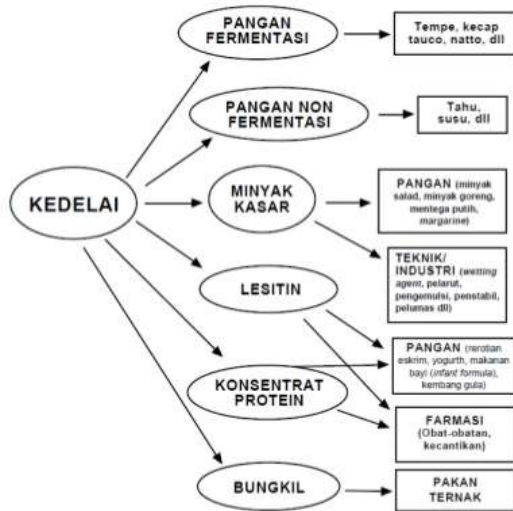 PANGAN
FERMENTASI
Tempe, kecap
tauco, natto, dll
PANGAN NON
FERMENTASI
Tahu,
susu, dll
KEDELAI
MINYAK
KASAR
PANGAN (minyak
salad, minyak goreng,
mentega putih,
margarine)
TEKNIK/
INDUSTRI (wetting
agent, pelarut,
pengemulsi, penstabil,
pelumas dll)
LESITIN
PANGAN (rerotian
eskrim, yogurth, makanan
bayi (infant formula),
kembang gula)
KONSENTRAT
PROTEIN
FARMASI
(Obat-obatan,
kecantikan)
BUNGKIL
PAKAN
TERNAK